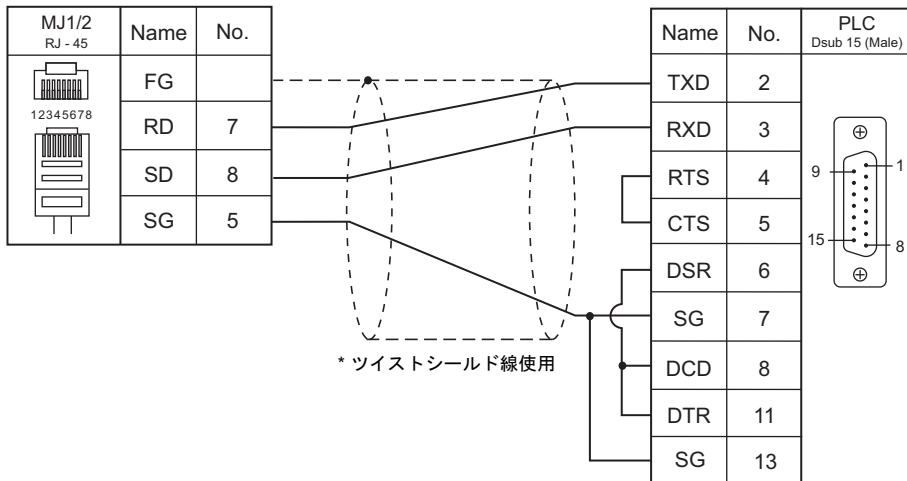 MJ1/2
RJ - 45
Name No.
12345678
FG
RD 7
SD 8
SG 5
* ツイストシールド線使用
Name No.
PLC
Dsub 15 (Male)
TXD 2
RXD 3
RTS 4
CTS 5
DSR 6
SG 7
DCD 8
DTR 11
SG 13
9 1
15 8